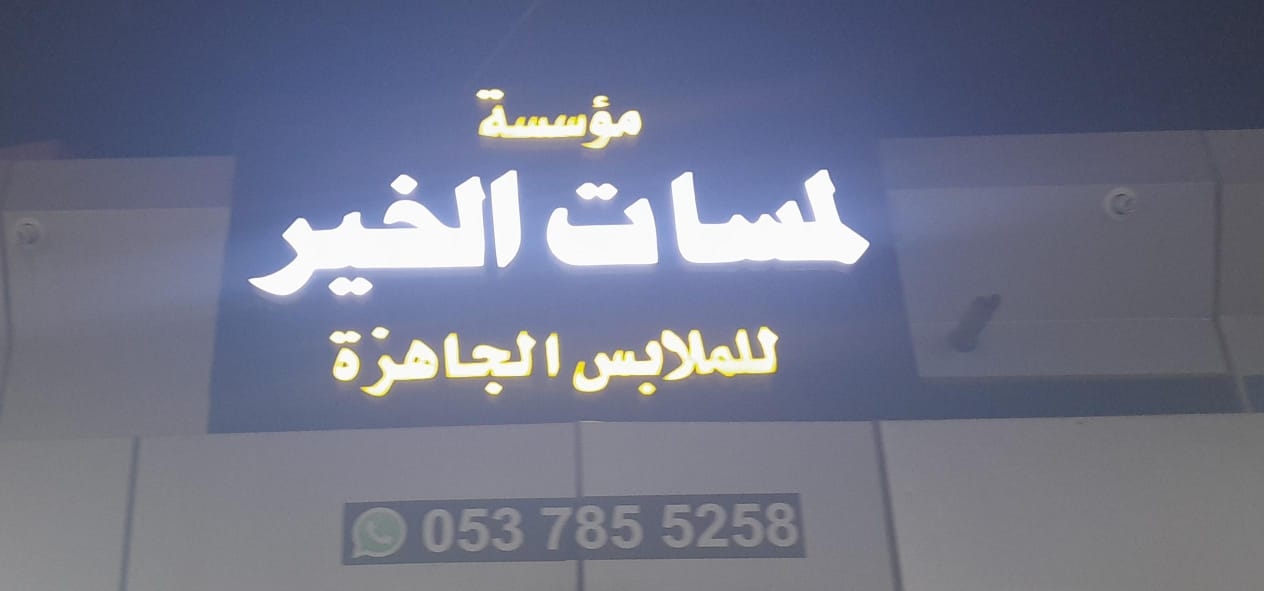 مؤسسة
لمسات الخير
للملابس الجاهزة
053 785 5258